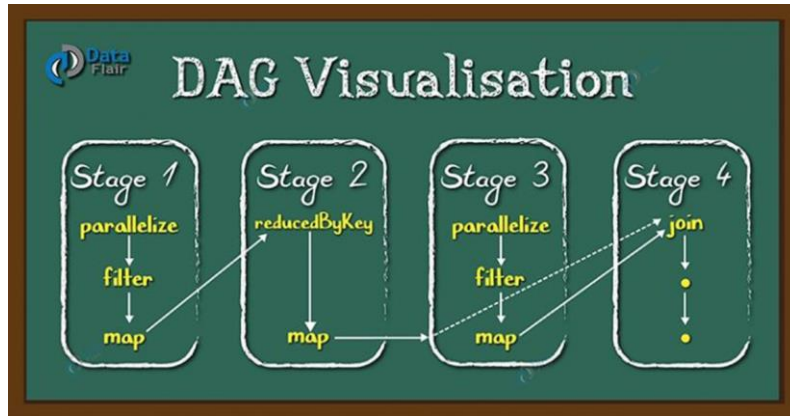 Data
Flair
DAG Visualisation
Stage 1
parallelize
filter
map
Stage 2
reducedByKey
map
Stage 3
parallelize
filter
map
Stage 4
join